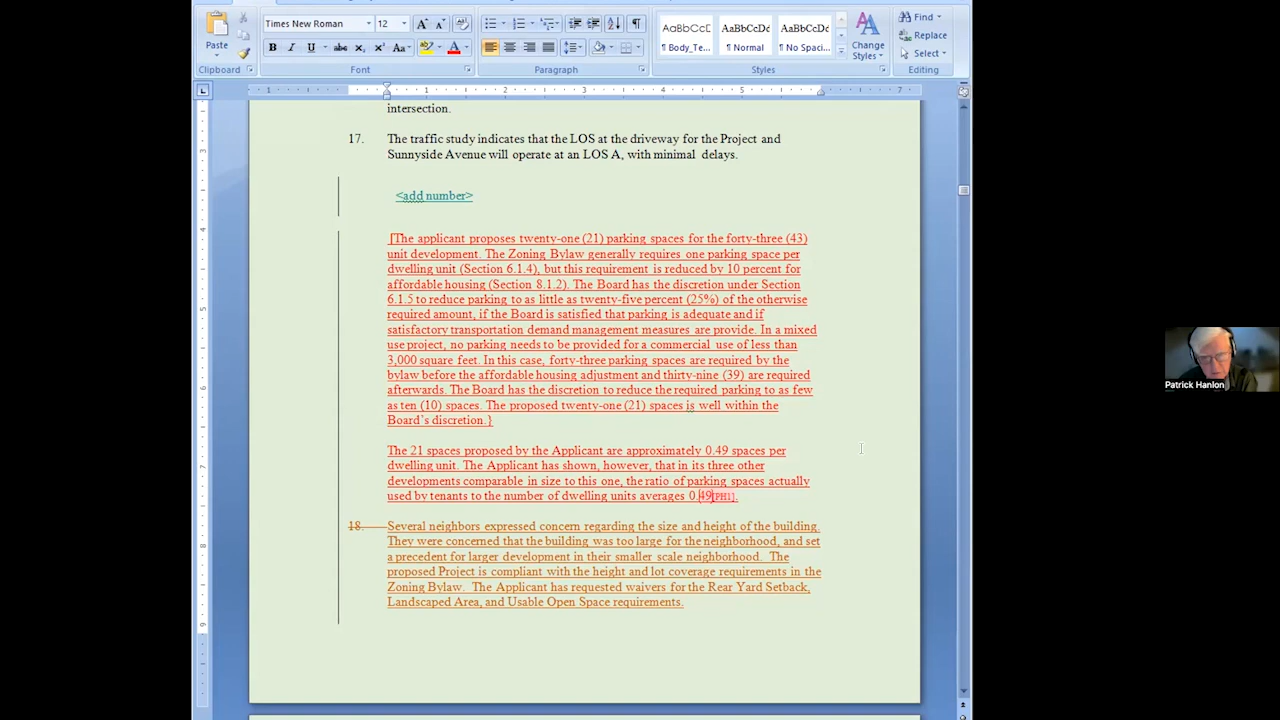 Times New Roman
12
Find
Replace
Select
Paste
B I U abc x₂ x² Aa
AaBbCcDc
AaBbCcDc
AaBbCcDc
¶ Body_Te...
¶ Normal
¶ No Spaci...
Change
Styles
Clipboard
Font
Paragraph
Styles
Editing
intersection.
17. The traffic study indicates that the LOS at the driveway for the Project and
Sunnyside Avenue will operate at an LOS A, with minimal delays.
<add number>
[The applicant proposes twenty-one (21) parking spaces for the forty-three (43)
unit development. The Zoning Bylaw generally requires one parking space per
dwelling unit (Section 6.1.4), but this requirement is reduced by 10 percent for
affordable housing (Section 8.1.2). The Board has the discretion under Section
6.1.5 to reduce parking to as little as twenty-five percent (25%) of the otherwise
required amount, if the Board is satisfied that parking is adequate and if
satisfactory transportation demand management measures are provide. In a mixed
use project, no parking needs to be provided for a commercial use of less than
3,000 square feet. In this case, forty-three parking spaces are required by the
bylaw before the affordable housing adjustment and thirty-nine (39) are required
afterwards. The Board has the discretion to reduce the required parking to as few
as ten (10) spaces. The proposed twenty-one (21) spaces is well within the
Board's discretion.}
The 21 spaces proposed by the Applicant are approximately 0.49 spaces per
dwelling unit. The Applicant has shown, however, that in its three other
developments comparable in size to this one, the ratio of parking spaces actually
used by tenants to the number of dwelling units averages 0.49[PH1].
18. Several neighbors expressed concern regarding the size and height of the building.
They were concerned that the building was too large for the neighborhood, and set
a precedent for larger development in their smaller scale neighborhood. The
proposed Project is compliant with the height and lot coverage requirements in the
Zoning Bylaw. The Applicant has requested waivers for the Rear Yard Setback,
Landscaped Area, and Usable Open Space requirements.
Patrick Hanlon